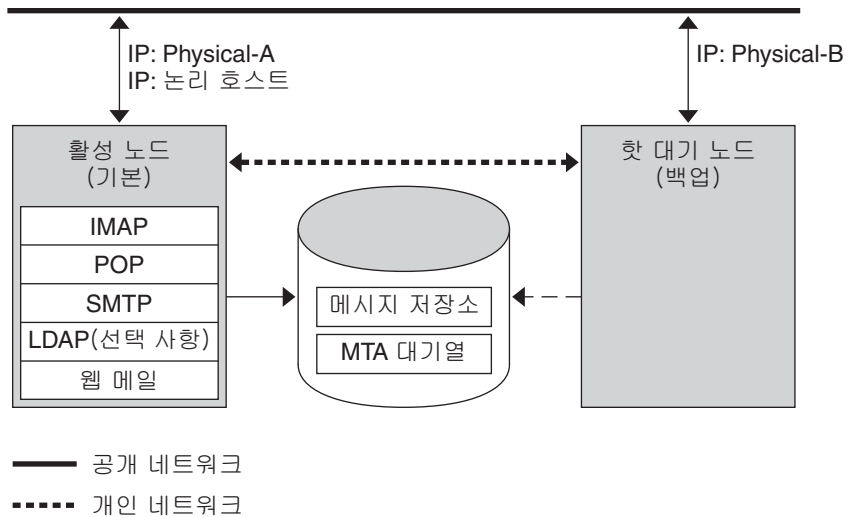 IP: Physical-A
IP: 논리 호스트
IP: Physical-B
활성 노드
(기본)
핫 대기 노드
(백업)
IMAP
POP
SMTP
LDAP(선택 사항)
웹 메일
메시지 저장소
MTA 대기열
공개 네트워크
개인 네트워크